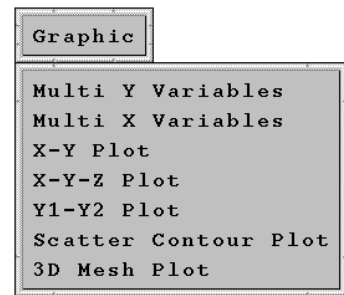 Graphic
Multi Y Variables
Multi X Variables
X-Y Plot
X-Y-Z Plot
Y1-Y2 Plot
Scatter Contour Plot
3D Mesh Plot